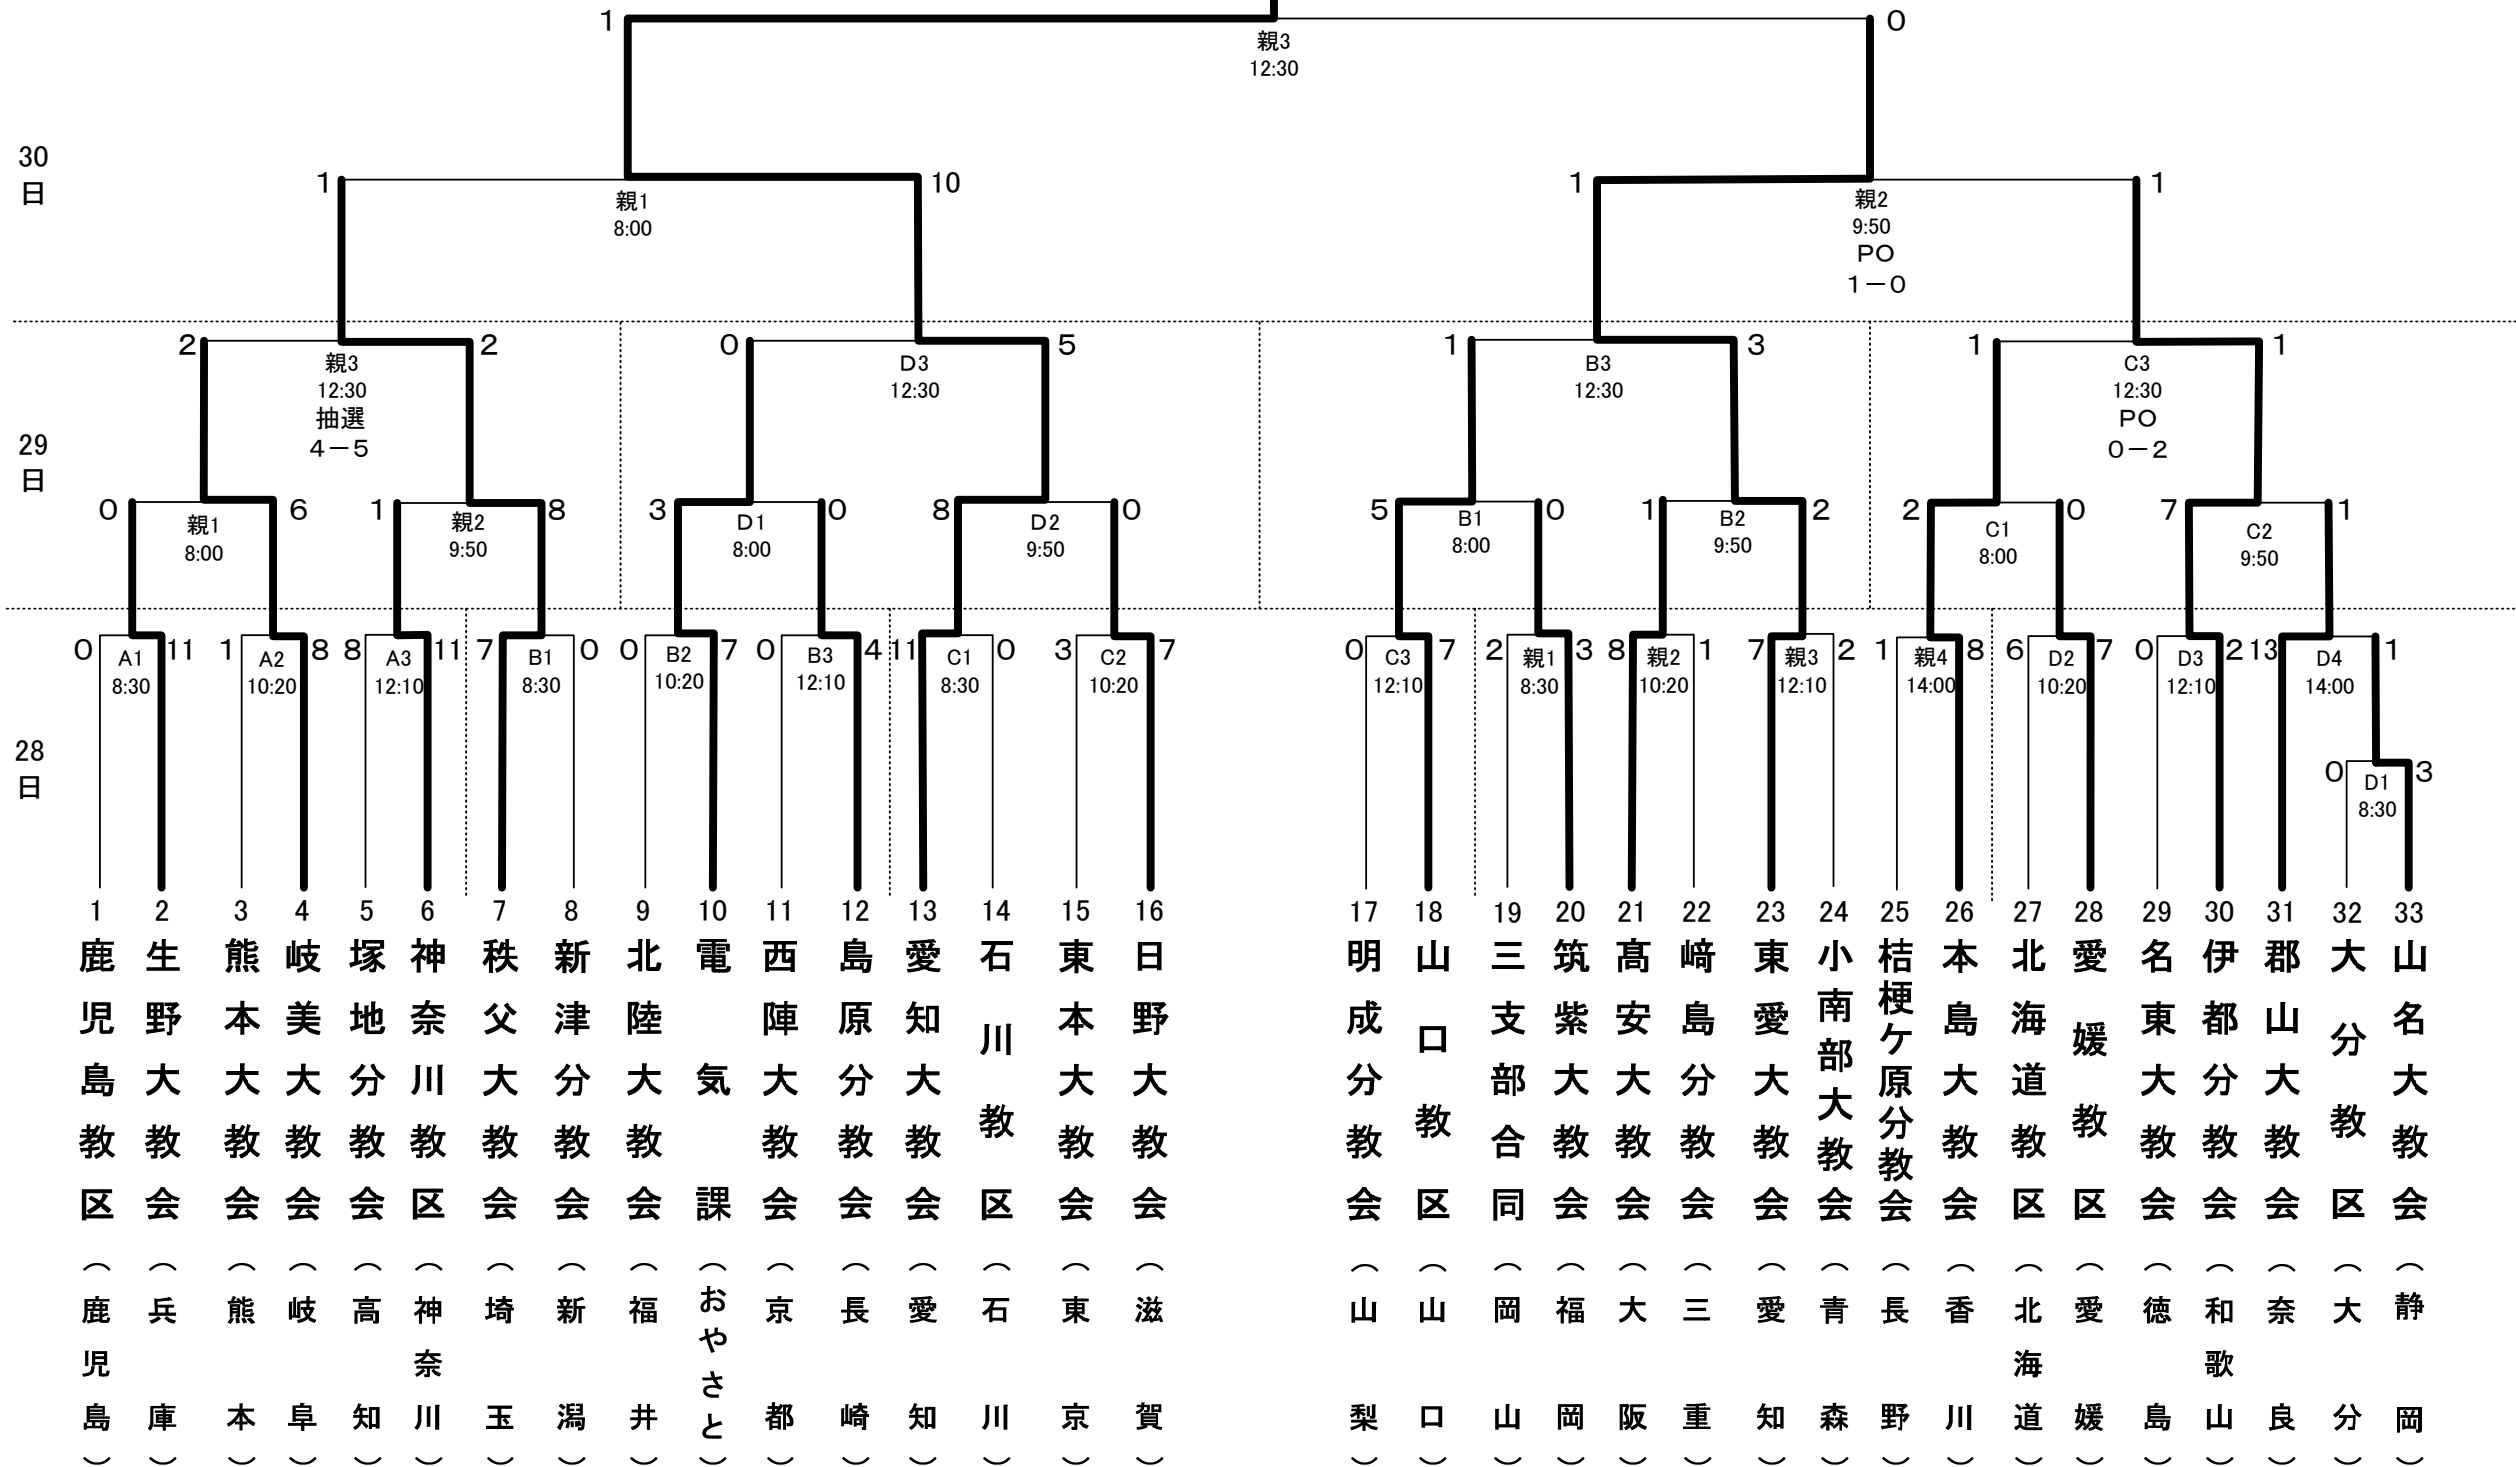 1 0
親3
12:30
30日
1 10 1 1
親1 親2
8:00 9:50
PO
1－0
2 2 0 5 1 3 1 1
親3 D3 B3 C3
12:30 12:30 12:30 12:30
抽選 PO
4－5 0－2
29日
0 6 1 8 3 0 8 0 5 0 1 2 2 0 7 1
親1 親2 D1 D2 B1 B2 C1 C2
8:00 9:50 8:00 9:50 8:00 9:50 8:00 9:50
0 11 1 8 8 11 7 0 0 7 0 4 11 0 3 7 0 7 2 3 8 1 7 2 1 8 6 7 0 2 13 1
A1 A2 A3 B1 B2 B3 C1 C2 C3 親1 親2 親3 親4 D2 D3 D4
8:30 10:20 12:10 8:30 10:20 12:10 8:30 10:20 12:10 8:30 10:20 12:10 14:00 10:20 12:10 14:00
28日
0 3
D1
8:30
1 鹿児島教区（鹿児島）
2 生野大教会（兵庫）
3 熊本大教会（熊本）
4 岐美大教会（岐阜）
5 塚地分教会（高知）
6 神奈川教区（神奈川）
7 秩父大教会（埼玉）
8 新津分教会（新潟）
9 北陸大教会（福井）
10 電気課（おやさと）
11 西陣大教会（京都）
12 島原分教会（長崎）
13 愛知大教会（愛知）
14 石川教区（石川）
15 東本大教会（東京）
16 日野大教会（滋賀）
17 明成分教会（山梨）
18 山口教区（山口）
19 三支部合同（岡山）
20 筑紫大教会（福岡）
21 髙安大教会（大阪）
22 﨑島分教会（三重）
23 東愛大教会（愛知）
24 小南部大教会（青森）
25 桔梗ケ原分教会（長野）
26 本島大教会（香川）
27 北海道教区（北海道）
28 愛媛教区（愛媛）
29 名東大教会（徳島）
30 伊都分教会（和歌山）
31 郡山大教会（奈良）
32 大分教区（大分）
33 山名大教会（静岡）